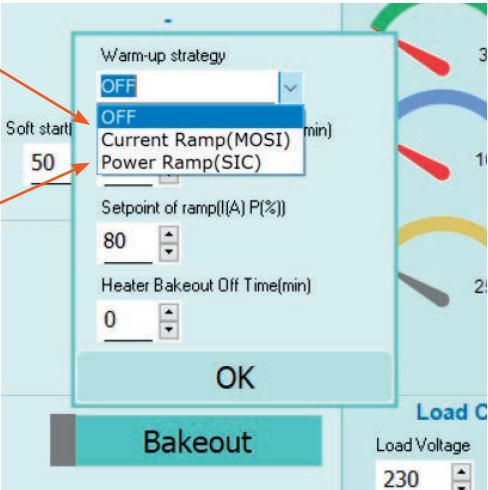 Warm-up strategy
OFF
OFF
Current Ramp(MOSI)
Power Ramp(SIC)
Soft start
min)
50
Setpoint of ramp(I(A) P(%))
80
Heater Bakeout Off Time(min)
0
OK
Bakeout
Load
Load Voltage
230